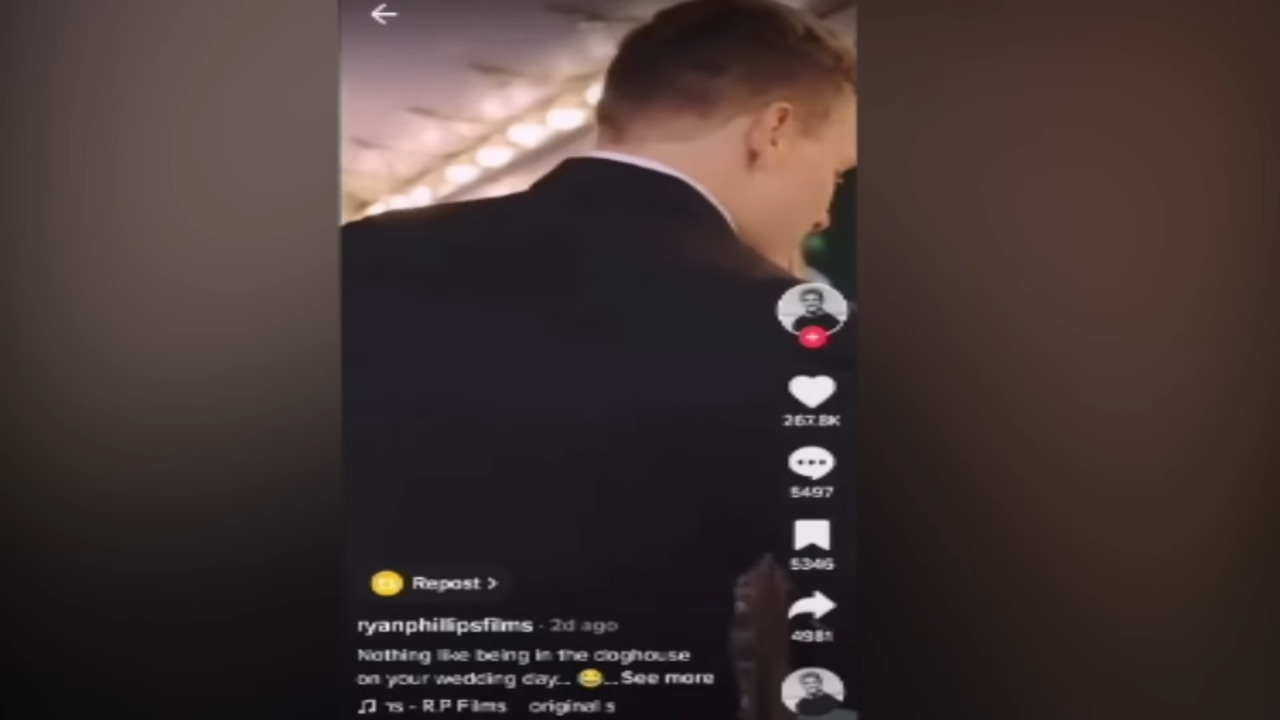 267.8K
5497
5346
4981
Repost >
ryanphillipsfilms · 2d ago
Nothing like being in the doghouse
on your wedding day... 😂... See more
ns - R.P Films original s